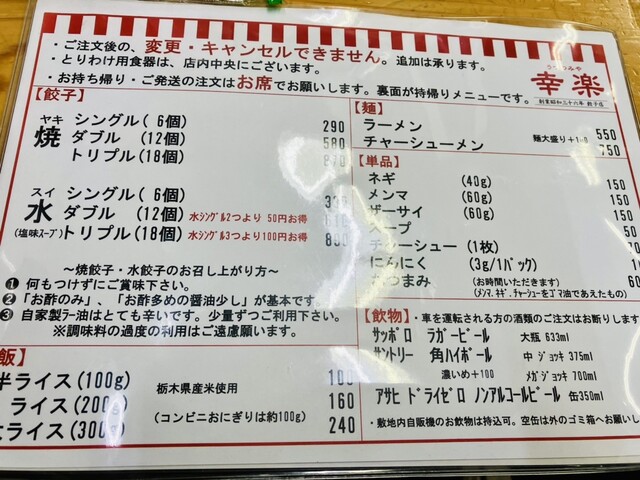 ・ご注文後の、変更・キャンセルできません。追加は承ります。
・とりわけ用食器は、店内中央にございます。
・お持ち帰り・ご発送の注文はお席でお願いします。裏面が持帰りメニューです。
幸楽
【餃子】
ヤキ
焼
シングル( 6個) 290
ダブル (12個) 580
トリプル(18個) 870
スイ
水
(塩味スープ)
シングル( 6個)
ダブル (12個) 水シングル2つより 50円お得
トリプル(18個) 水シングル3つより100円お得
～焼餃子・水餃子のお召し上がり方～
❶ 何もつけずにご賞味下さい。
❷「お酢のみ」、「お酢多めの醤油少し」が基本です。
❸ 自家製ラー油はとても辛いです。少量ずつご利用下さい。
※調味料の過度の利用はご遠慮願います。
飯】
半ライス(100g) 栃木県産米使用 100
ライス(200g) 160
大ライス(300g) (コンビニおにぎりは約100g) 240
【麺】
ラーメン 550
チャーシューメン 麺大盛り+100 750
【単品】
ネギ (40g) 150
メンマ (60g) 150
ザーサイ (60g) 150
スープ 50
チャーシュー (1枚) 70
にんにく (3g/1パック)
おつまみ (お時間いただきます)
(メンマ、ネギ、チャーシューをゴマ油であえたもの)
【飲物】・車を運転される方の酒類のご注文はお断りします
サッポロ ラガービール 大瓶 633ml
サントリー 角ハイボール 中 ジョッキ 375ml
濃いめ+100 メガジョッキ 700ml
アサヒ ドライゼロ ノンアルコールビール 缶350ml
・敷地内自販機のお飲物は持込可。空缶は外のゴミ箱へお願いし